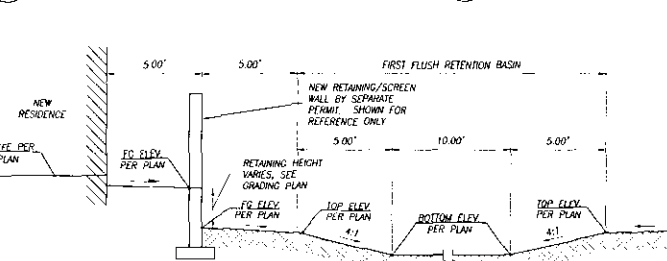 5.00'
5.00'
FIRST FLUSH RETENTION BASIN
NEW
RESIDENCE
NEW RETAINING/SCREEN
WALL BY SEPARATE
PERMIT. SHOWN FOR
REFERENCE ONLY
5.00'
10.00'
5.00'
FFE PER
PLAN
FG ELEV.
PER PLAN
RETAINING HEIGHT
VARIES, SEE
GRADING PLAN
FG ELEV.
PER PLAN
TOP ELEV.
PER PLAN
BOTTOM ELEV.
PER PLAN
TOP ELEV.
PER PLAN
4:1
4:1